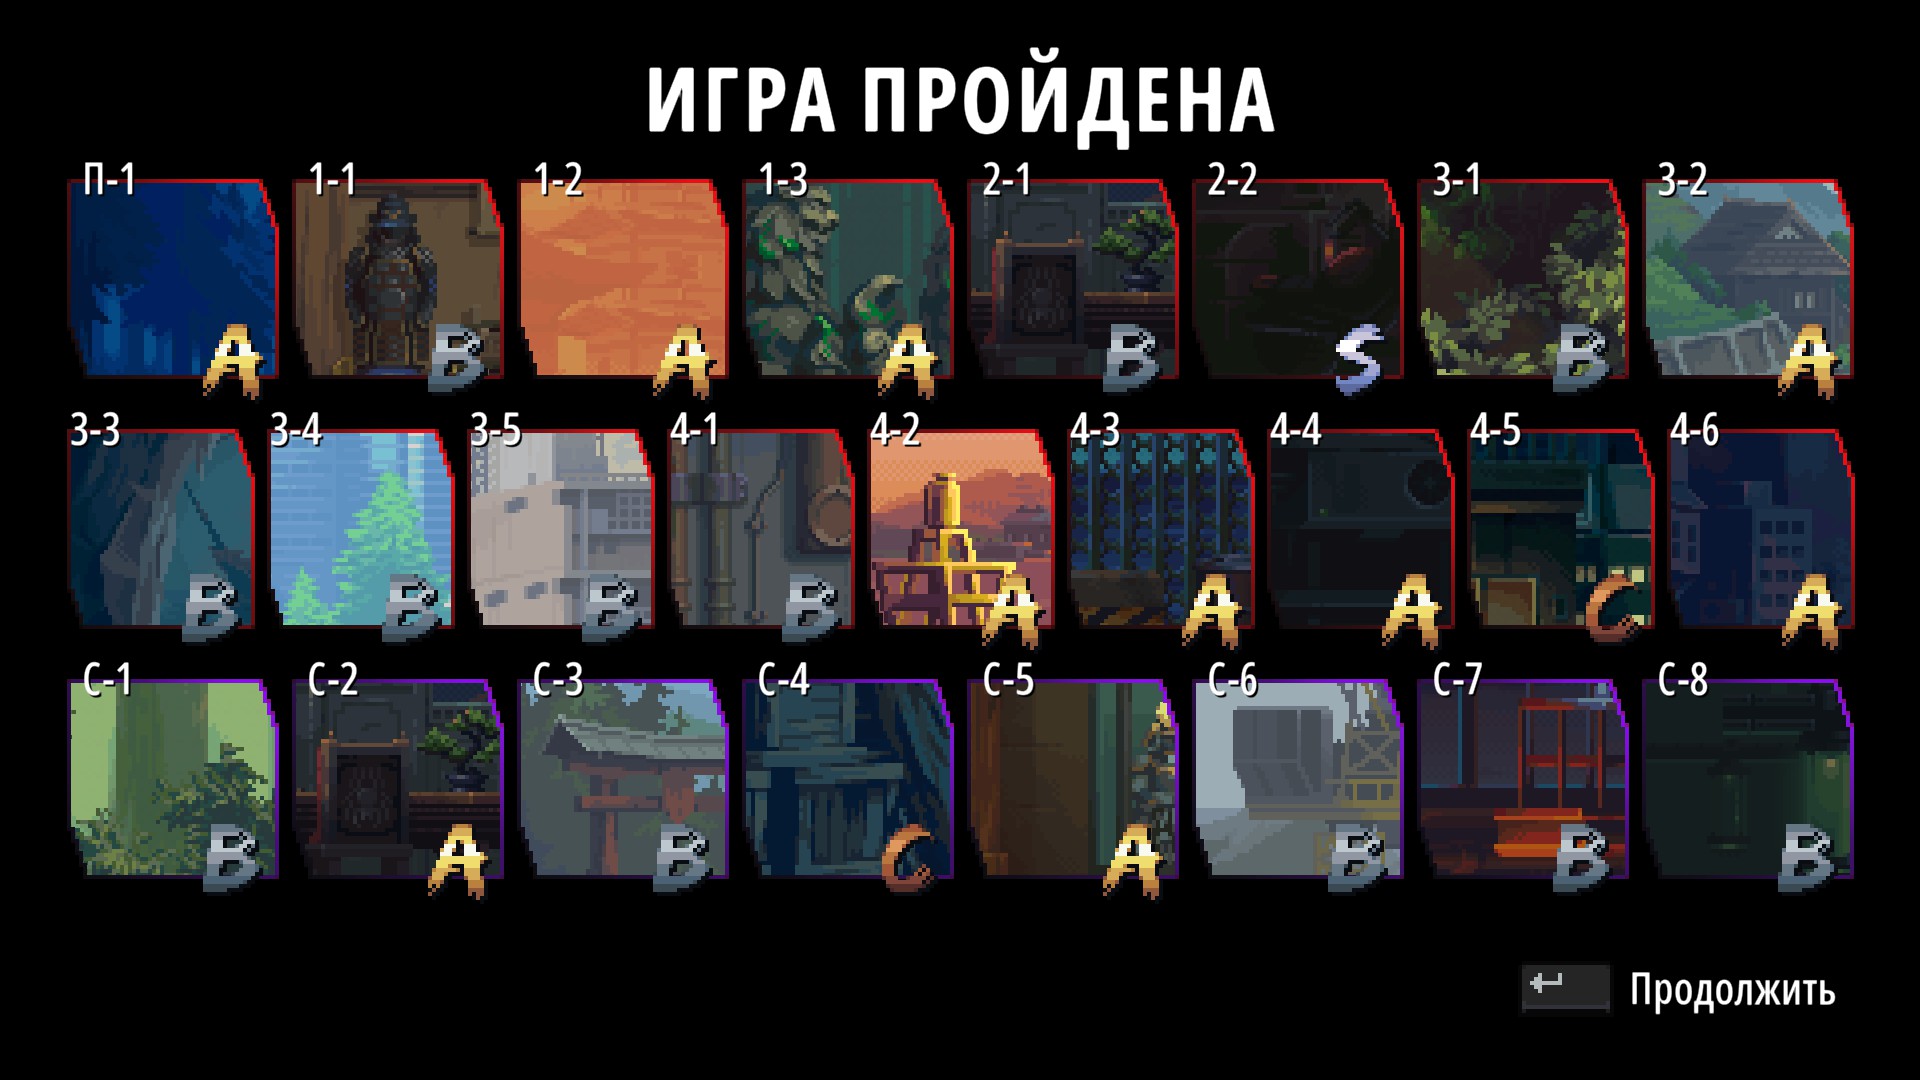 ИГРА ПРОЙДЕНА
П-1 1-1 1-2 1-3 2-1 2-2 3-1 3-2
A B A A B S B A
3-3 3-4 3-5 4-1 4-2 4-3 4-4 4-5 4-6
B B B B A A A C A
С-1 С-2 С-3 С-4 С-5 С-6 С-7 С-8
B A B C A B B B
Продолжить